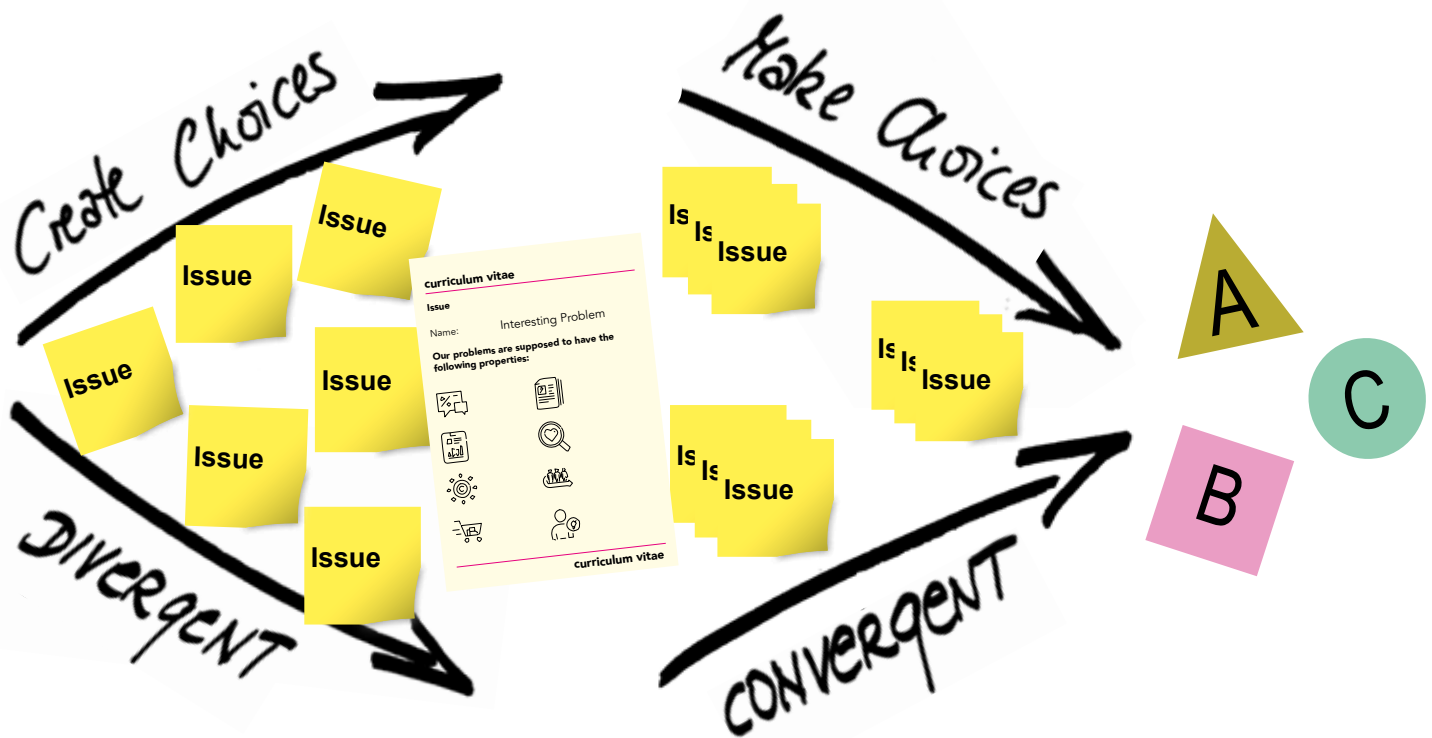 Create Choices
Make Choices
Issue
Issue
Issue
Issue
Issue
Issue
curriculum vitae
Issue
Name: Interesting Problem
Our problems are supposed to have the
following properties:
curriculum vitae
Is
Is
Issue
Is
Is
Issue
Is
Is
Issue
A
C
B
DIVERGENT
CONVERGENT